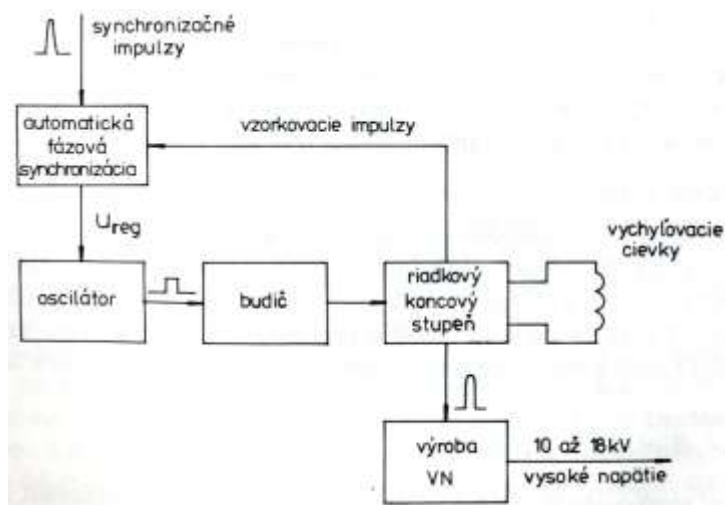 synchronizačné
impulzy
automatická
fázová
synchronizácia
vzorkovacie impulzy
Ureg
oscilátor
budič
riadkový
koncový
stupeň
vychyľovacie
cievky
výroba
VN
10 až 18kV
vysoké napätie